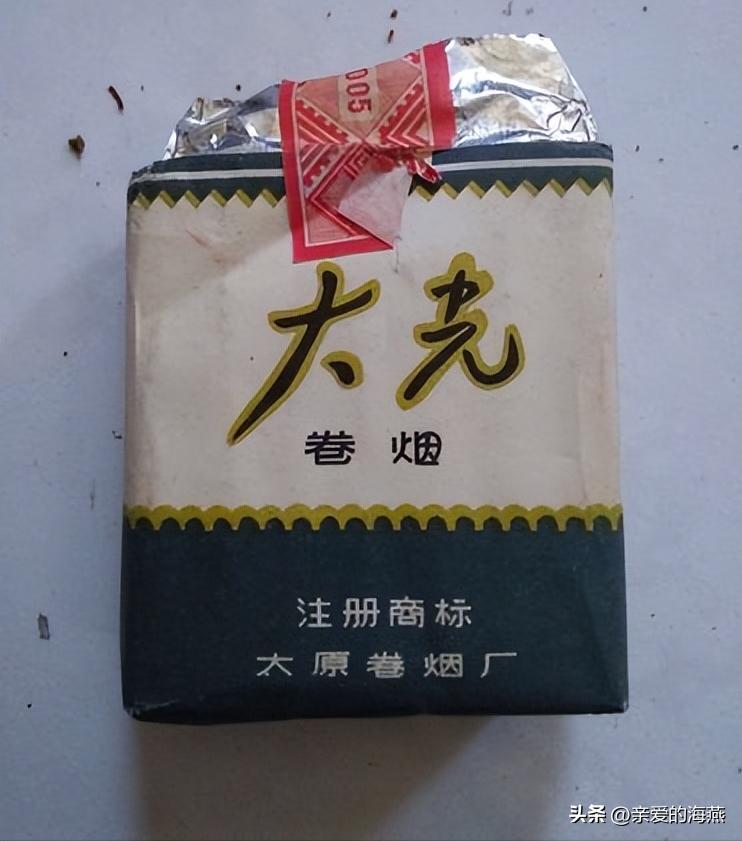 005
大光
卷烟
注册商标
太原卷烟厂
头条 @亲爱的海燕